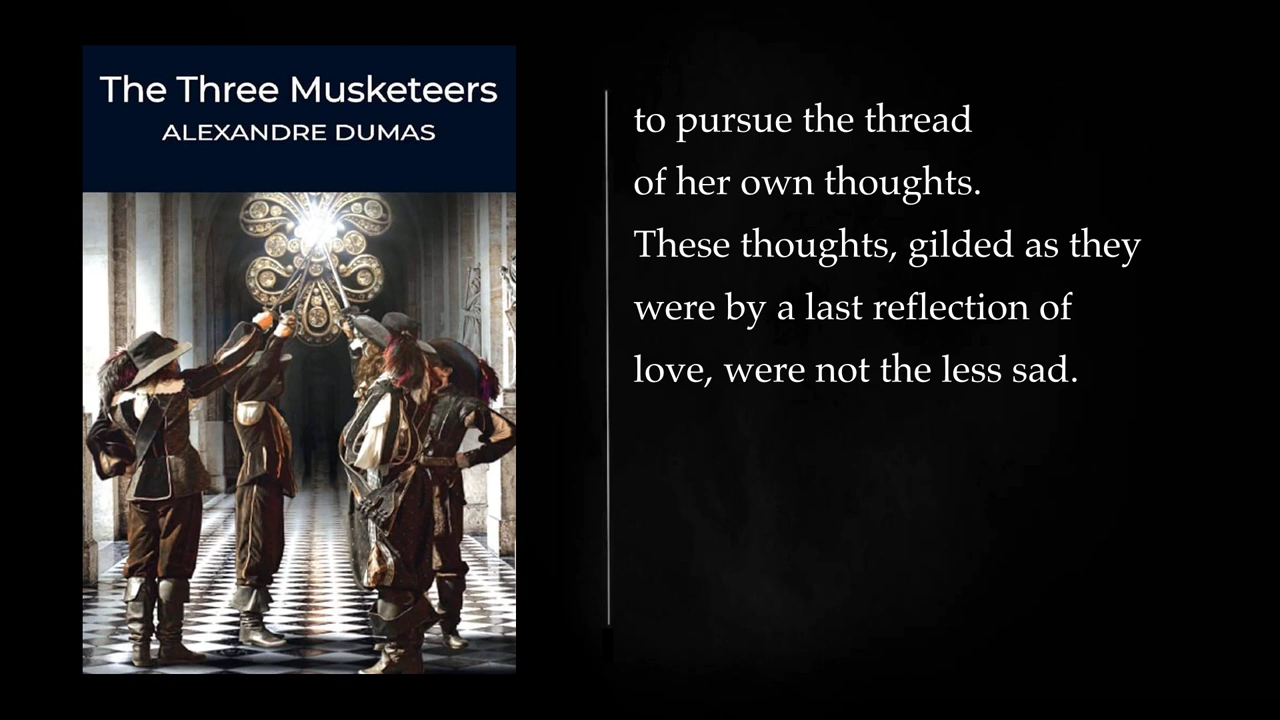 The Three Musketeers
ALEXANDRE DUMAS
to pursue the thread
of her own thoughts.
These thoughts, gilded as they
were by a last reflection of
love, were not the less sad.